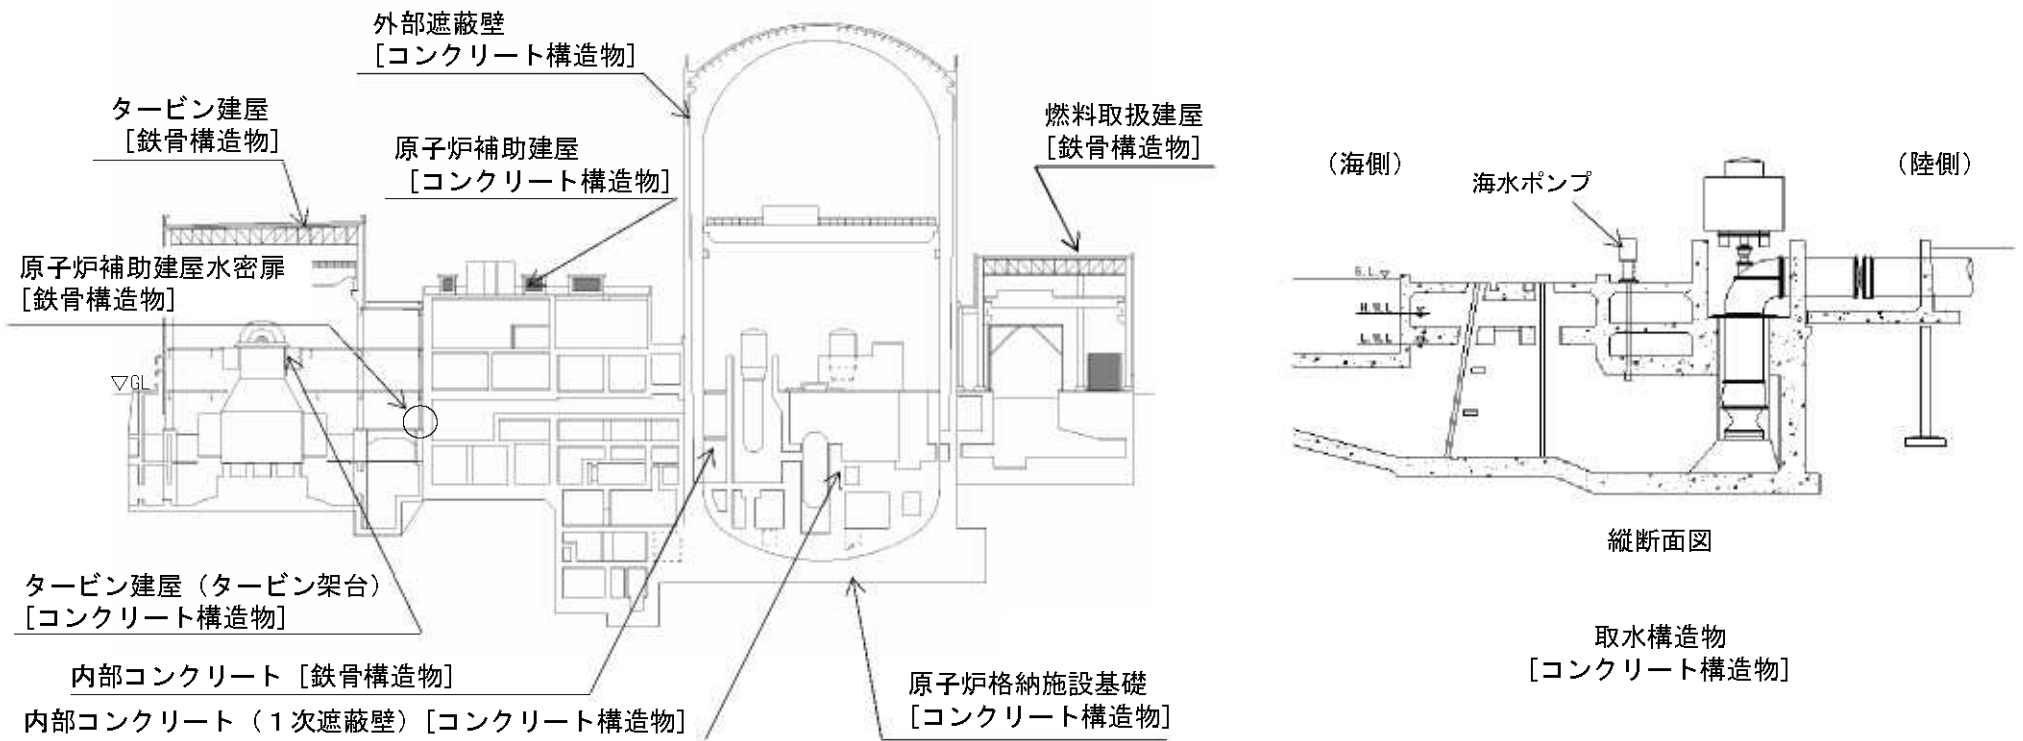 外部遮蔽壁
[コンクリート構造物]
タービン建屋
[鉄骨構造物]
原子炉補助建屋
[コンクリート構造物]
燃料取扱建屋
[鉄骨構造物]
原子炉補助建屋水密扉
[鉄骨構造物]
▽GL
タービン建屋（タービン架台）
[コンクリート構造物]
内部コンクリート [鉄骨構造物]
内部コンクリート（１次遮蔽壁）[コンクリート構造物]
原子炉格納施設基礎
[コンクリート構造物]
（海側）
（陸側）
海水ポンプ
G.L▽
H.W.L
L.W.L
縦断面図
取水構造物
[コンクリート構造物]